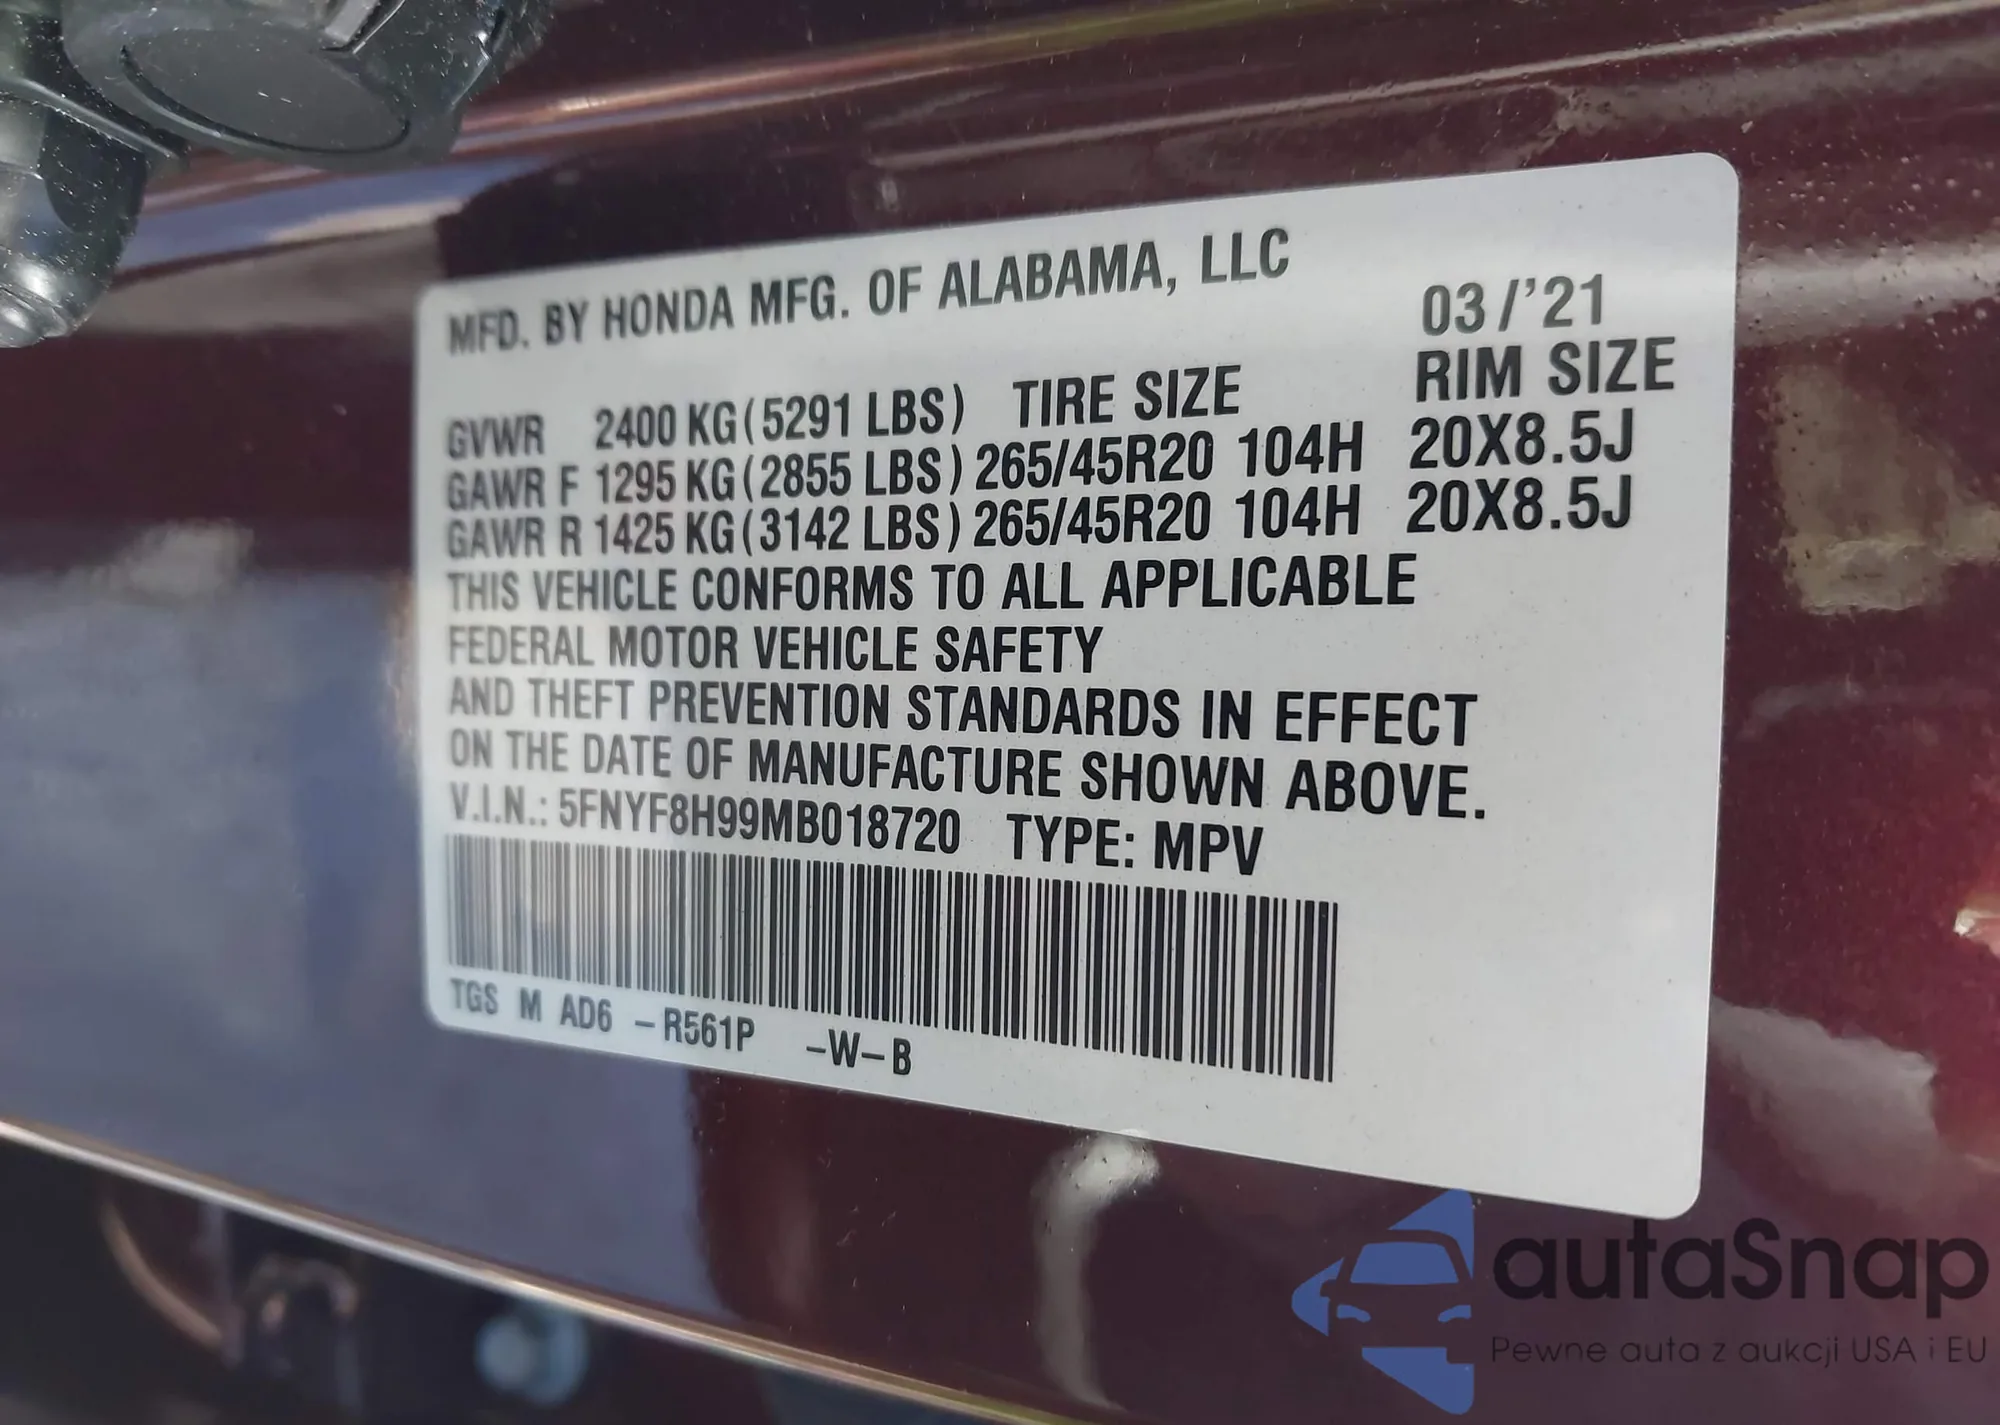 MFD. BY HONDA MFG. OF ALABAMA, LLC 03/'21
GVWR 2400 KG (5291 LBS) TIRE SIZE RIM SIZE
GAWR F 1295 KG (2855 LBS) 265/45R20 104H 20X8.5J
GAWR R 1425 KG (3142 LBS) 265/45R20 104H 20X8.5J
THIS VEHICLE CONFORMS TO ALL APPLICABLE
FEDERAL MOTOR VEHICLE SAFETY
AND THEFT PREVENTION STANDARDS IN EFFECT
ON THE DATE OF MANUFACTURE SHOWN ABOVE.
V.I.N.: 5FNYF8H99MB018720 TYPE: MPV
TGS M AD6 -R561P -W-B
autaSnap
Pewne auta z aukcji USA i EU